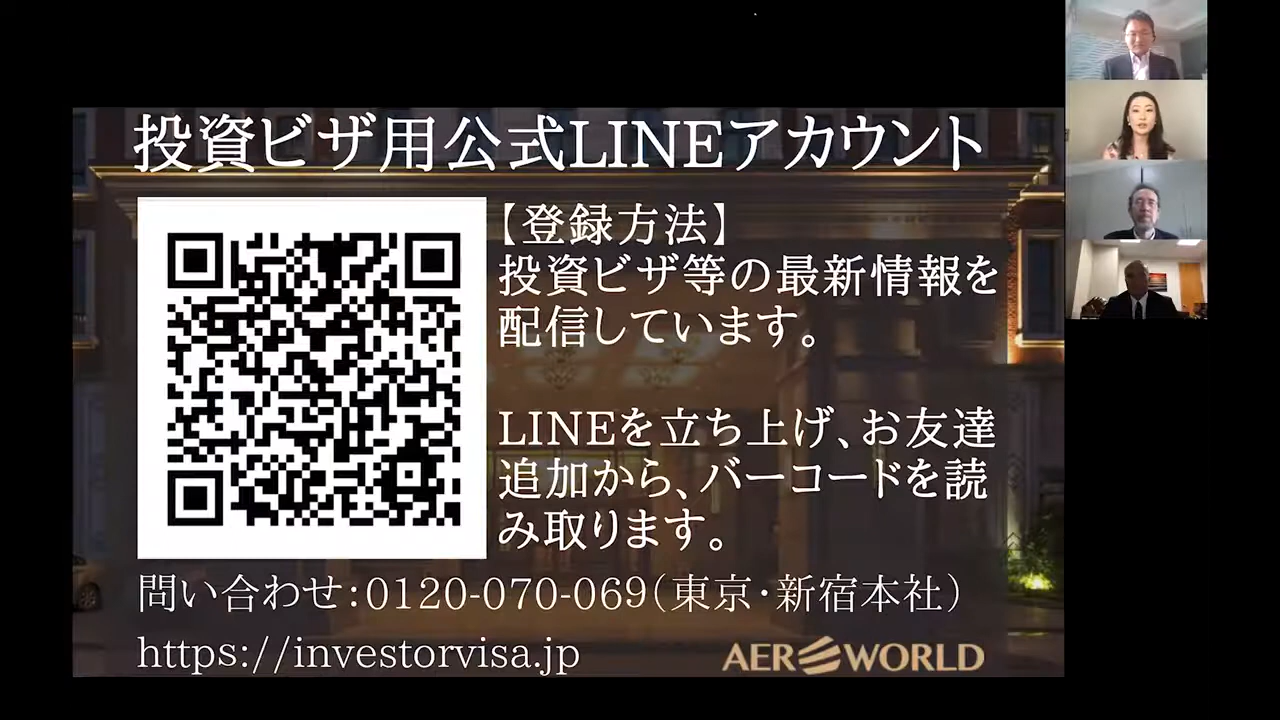 投資ビザ用公式LINEアカウント
【登録方法】
投資ビザ等の最新情報を
配信しています。
LINEを立ち上げ、お友達
追加から、バーコードを読
み取ります。
問い合わせ：0120-070-069（東京・新宿本社）
https://investorvisa.jp
AEROWORLD